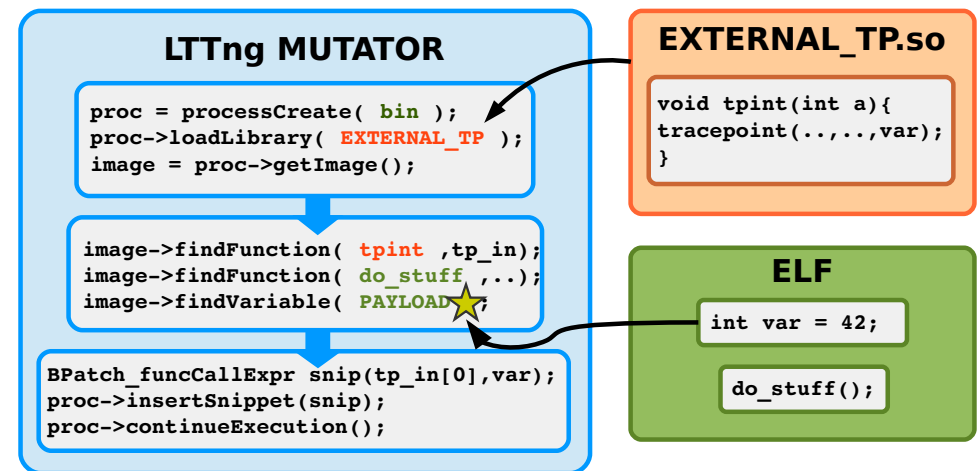 LTTng MUTATOR
proc = processCreate( bin );
proc->loadLibrary( EXTERNAL_TP );
image = proc->getImage();
image->findFunction( tpint ,tp_in);
image->findFunction( do_stuff ,..);
image->findVariable( PAYLOAD ;
BPatch_funcCallExpr snip(tp_in[0],var);
proc->insertSnippet(snip);
proc->continueExecution();
EXTERNAL_TP.so
void tpint(int a){
tracepoint(..,..,var);
}
ELF
int var = 42;
do_stuff();